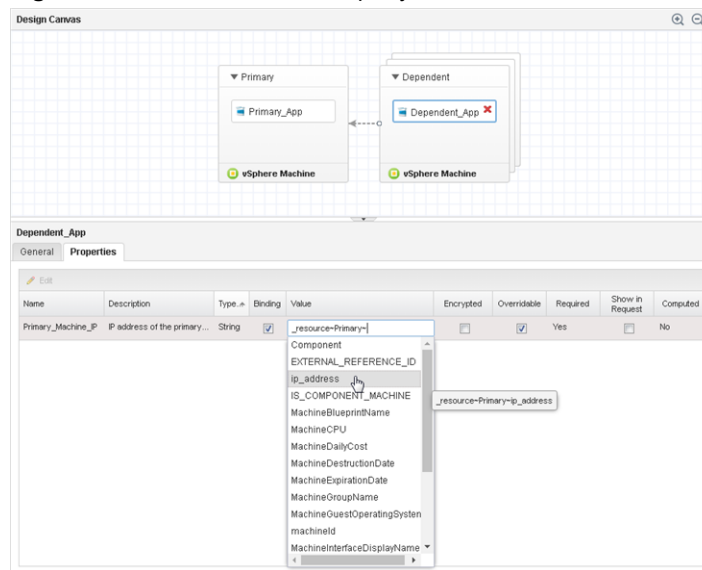 Design Canvas
Primary
Dependent
Primary_App
Dependent_App
vSphere Machine
vSphere Machine
Dependent_App
General Properties
Edit
Name Description Type Binding Value Encrypted Overridable Required Show in Request Computed
Primary_Machine_IP IP address of the primary... String _resource~Primary~ Yes No
Component
EXTERNAL_REFERENCE_ID
ip_address
IS_COMPONENT_MACHINE
_resource~Primary~ip_address
MachineBlueprintName
MachineCPU
MachineDailyCost
MachineDestructionDate
MachineExpirationDate
MachineGroupName
MachineGuestOperatingSysten
machineId
MachineInterfaceDisplayName